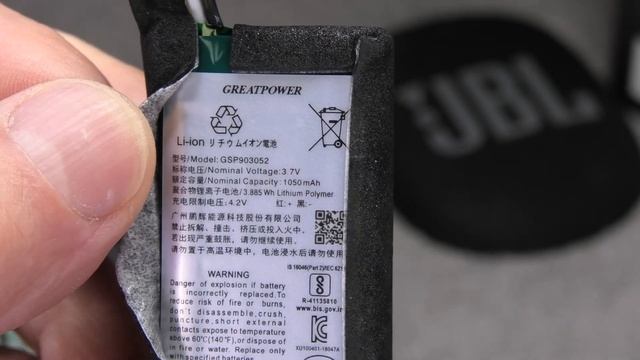 GREATPOWER
Li-ion リチウムイオン電池
型号/Model: GSP903052
标称电压/Nominal Voltage: 3.7V
额定容量/Nominal Capacity: 1050mAh
聚合物锂离子电池/3.885 Wh Lithium Polymer
充电限制电压: 4.2V 红: + 黑: -
广州鹏辉能源科技股份有限公司
禁止拆解、撞击、挤压或投入火中。
若出现严重鼓胀，请勿继续使用。
请勿置于高温环境中，电池浸水后请勿使用
WARNING
Danger of explosion if battery
is incorrectly replaced.To
reduce risk of fire or burns,
don't disassemble,crush,
puncture,short external
contacts expose to temperature
above 60℃(140℉),or dispose of
in fire or water. Replace only
with specified
IS 16046(Part 2)/IEC 621
R-41135810
www.bis.gov.i
XU100401-18047A
JBL